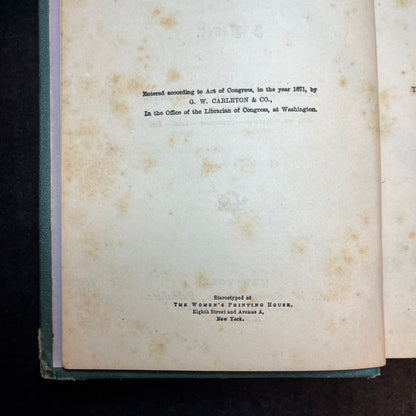 Entered according to Act of Congress, in the year 1871, by
G. W. CARLETON & CO.,
In the Office of the Librarian of Congress, at Washington.
Stereotyped at
THE WOMEN'S PRINTING HOUSE,
Eighth Street and Avenue A,
New York.
T